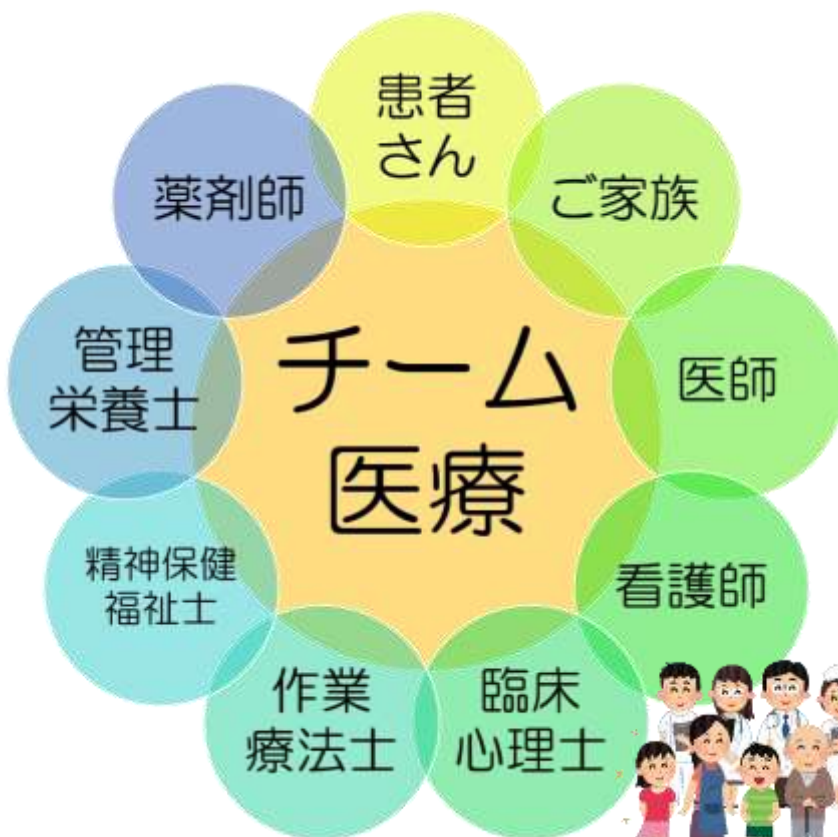 チーム
医療
患者
さん
ご家族
医師
看護師
臨床
心理士
作業
療法士
精神保健
福祉士
管理
栄養士
薬剤師